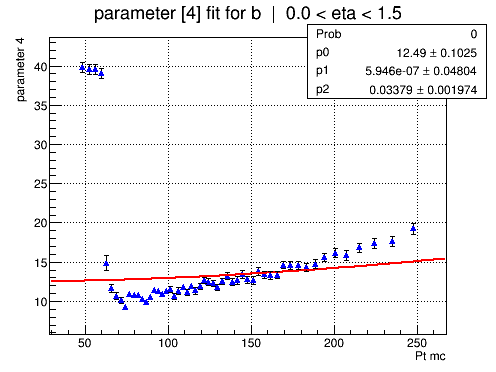 parameter [4] fit for b | 0.0 < eta < 1.5
Prob 0
p0 12.49 ± 0.1025
p1 5.946e-07 ± 0.04804
p2 0.03379 ± 0.001974
parameter 4
40
35
30
25
20
15
10
50 100 150 200 250
Pt mc